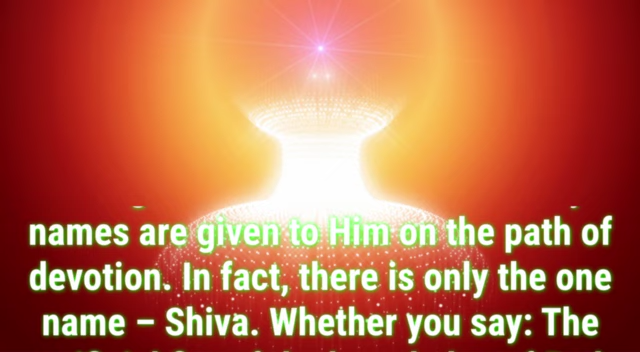 names are given to Him on the path of
devotion. In fact, there is only the one
name – Shiva. Whether you say: The